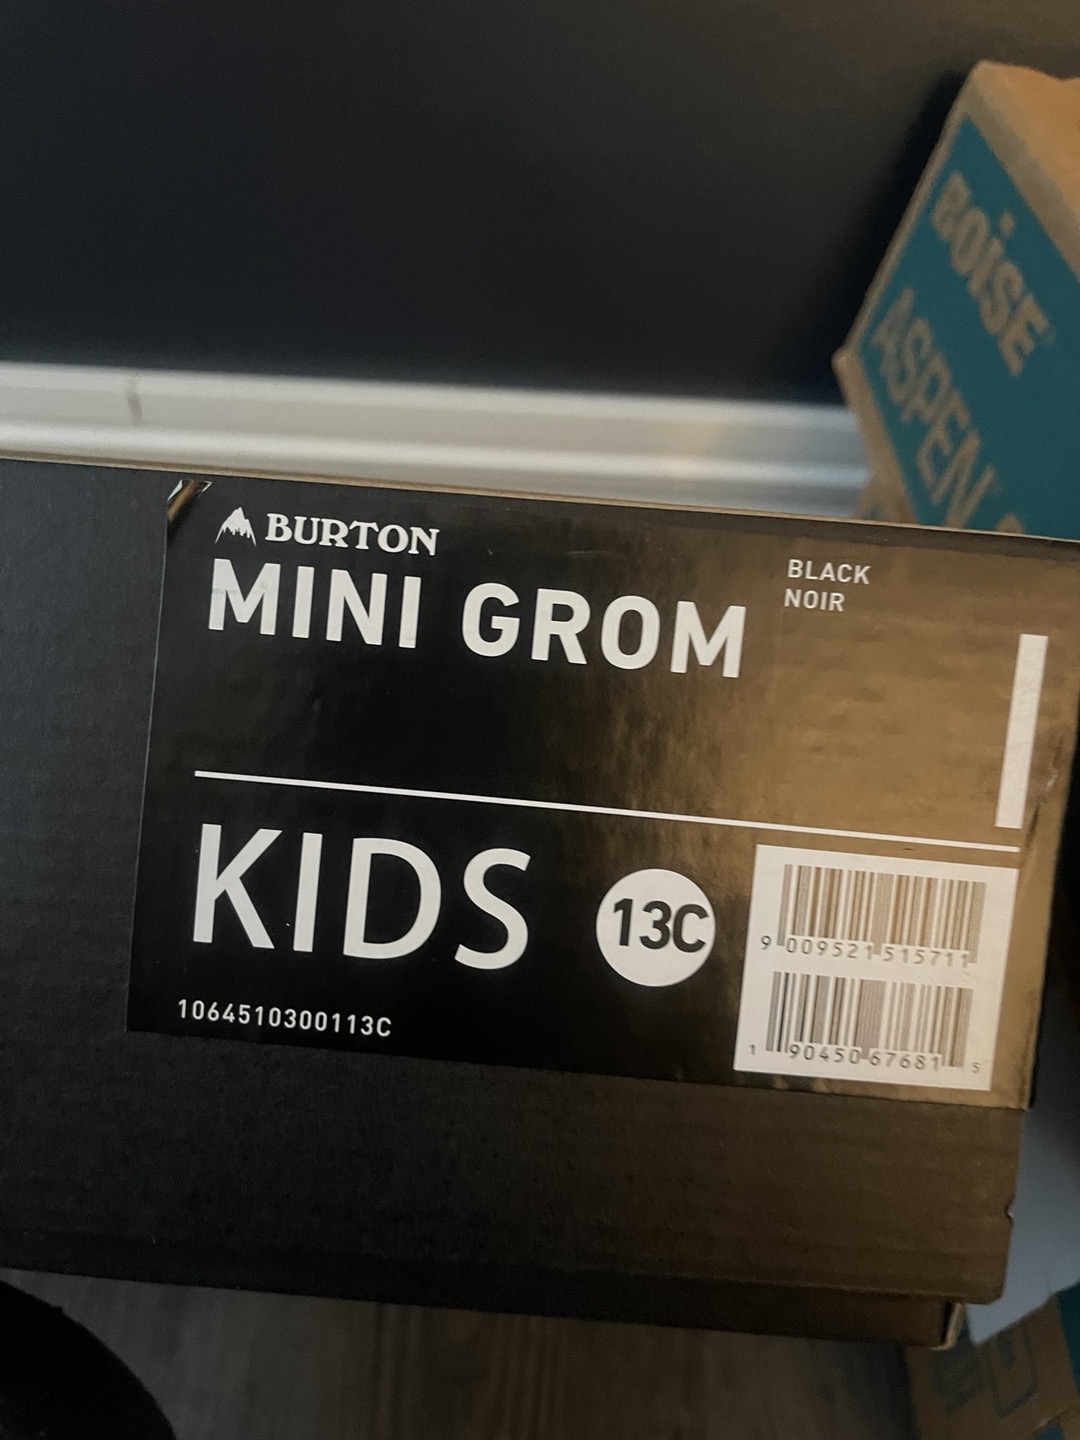 BURTON
MINI GROM
BLACK
NOIR
KIDS
13C
1064510300113C
9 009521 515711
1 90450 67681 5
BOiSE
ASPEN